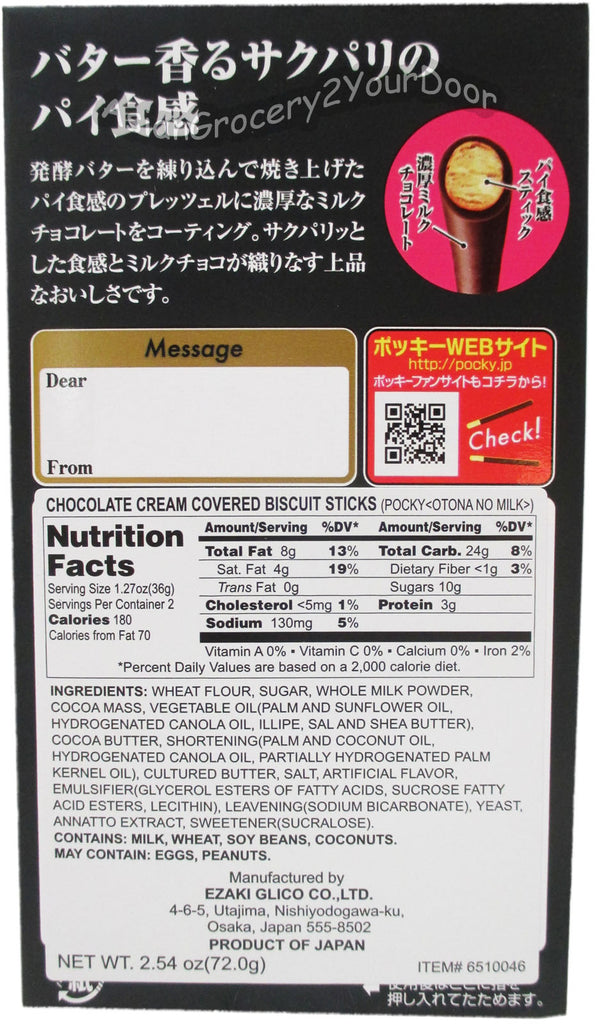 バター香るサクパリの
パイ食感
Grocery2YourDoor
発酵バターを練り込んで焼き上げた
パイ食感のプレッツェルに濃厚なミルク
チョコレートをコーティング。サクパリッと
した食感とミルクチョコが織りなす上品
なおいしさです。
パイ食感
スティック
濃厚ミルク
チョコレート
Message
Dear
From
ポッキーWEBサイト
http://pocky.jp
ポッキーファンサイトもコチラから!
Check!
CHOCOLATE CREAM COVERED BISCUIT STICKS (POCKY<OTONA NO MILK>)
Nutrition
Facts
Serving Size 1.27oz(36g)
Servings Per Container 2
Calories 180
Calories from Fat 70
Amount/Serving %DV* Amount/Serving %DV*
Total Fat 8g 13% Total Carb. 24g 8%
Sat. Fat 4g 19% Dietary Fiber <1g 3%
Trans Fat 0g Sugars 10g
Cholesterol <5mg 1% Protein 3g
Sodium 130mg 5%
Vitamin A 0% • Vitamin C 0% • Calcium 0% • Iron 2%
*Percent Daily Values are based on a 2,000 calorie diet.
INGREDIENTS: WHEAT FLOUR, SUGAR, WHOLE MILK POWDER,
COCOA MASS, VEGETABLE OIL(PALM AND SUNFLOWER OIL,
HYDROGENATED CANOLA OIL, ILLIPE, SAL AND SHEA BUTTER),
COCOA BUTTER, SHORTENING(PALM AND COCONUT OIL,
HYDROGENATED CANOLA OIL, PARTIALLY HYDROGENATED PALM
KERNEL OIL), CULTURED BUTTER, SALT, ARTIFICIAL FLAVOR,
EMULSIFIER(GLYCEROL ESTERS OF FATTY ACIDS, SUCROSE FATTY
ACID ESTERS, LECITHIN), LEAVENING(SODIUM BICARBONATE), YEAST,
ANNATTO EXTRACT, SWEETENER(SUCRALOSE).
CONTAINS: MILK, WHEAT, SOY BEANS, COCONUTS.
MAY CONTAIN: EGGS, PEANUTS.
Manufactured by
EZAKI GLICO CO.,LTD.
4-6-5, Utajima, Nishiyodogawa-ku,
Osaka, Japan 555-8502
PRODUCT OF JAPAN
NET WT. 2.54 oz(72.0g)
ITEM# 6510046
押し入れてたためます。